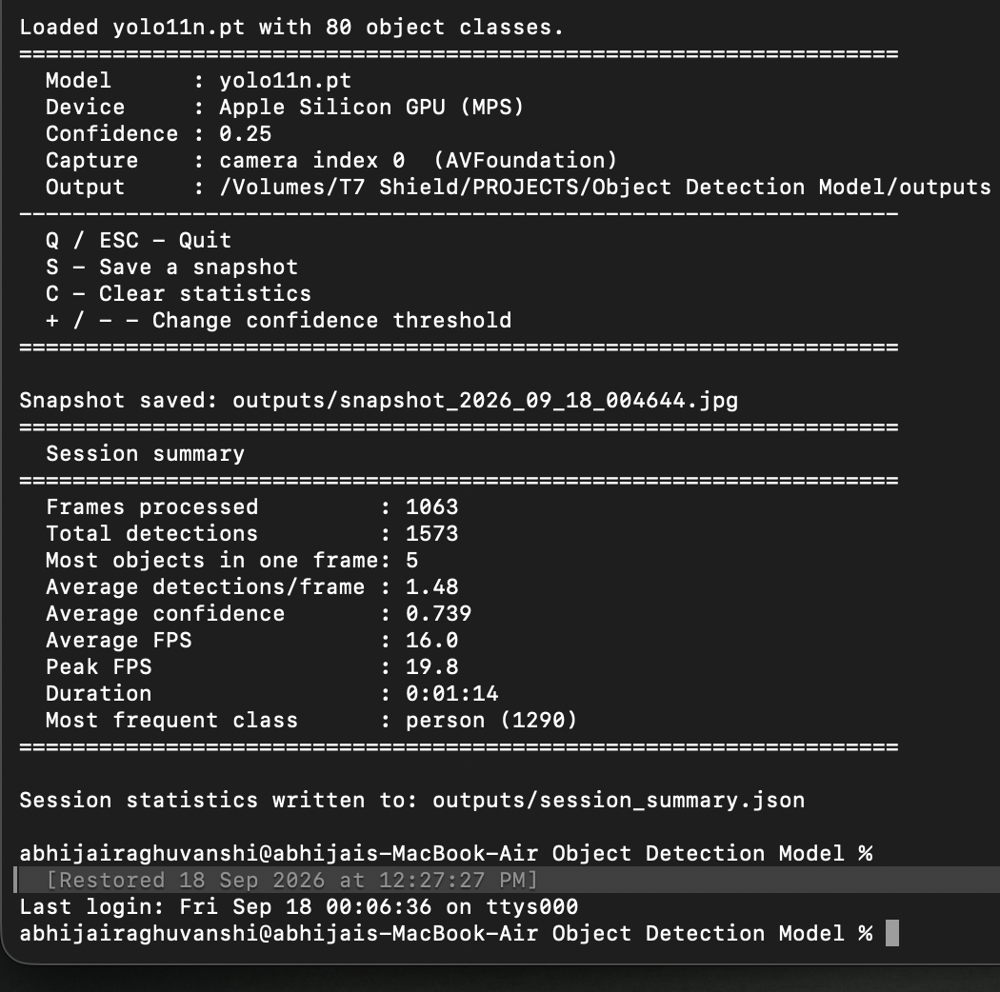 Loaded yolo11n.pt with 80 object classes.
==================================================================
  Model      : yolo11n.pt
  Device     : Apple Silicon GPU (MPS)
  Confidence : 0.25
  Capture    : camera index 0  (AVFoundation)
  Output     : /Volumes/T7 Shield/PROJECTS/Object Detection Model/outputs
------------------------------------------------------------------
  Q / ESC - Quit
  S - Save a snapshot
  C - Clear statistics
  + / - - Change confidence threshold
==================================================================

Snapshot saved: outputs/snapshot_2026_09_18_004644.jpg
==================================================================
  Session summary
==================================================================
  Frames processed         : 1063
  Total detections         : 1573
  Most objects in one frame: 5
  Average detections/frame : 1.48
  Average confidence       : 0.739
  Average FPS              : 16.0
  Peak FPS                 : 19.8
  Duration                 : 0:01:14
  Most frequent class      : person (1290)
==================================================================

Session statistics written to: outputs/session_summary.json

abhijairaghuvanshi@abhijais-MacBook-Air Object Detection Model %
  [Restored 18 Sep 2026 at 12:27:27 PM]
Last login: Fri Sep 18 00:06:36 on ttys000
abhijairaghuvanshi@abhijais-MacBook-Air Object Detection Model %